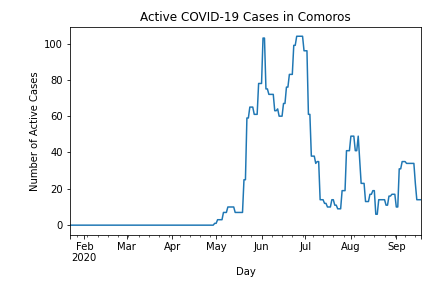 Active COVID-19 Cases in Comoros
Number of Active Cases
100
80
60
40
20
0
Feb Mar Apr May Jun Jul Aug Sep
2020
Day